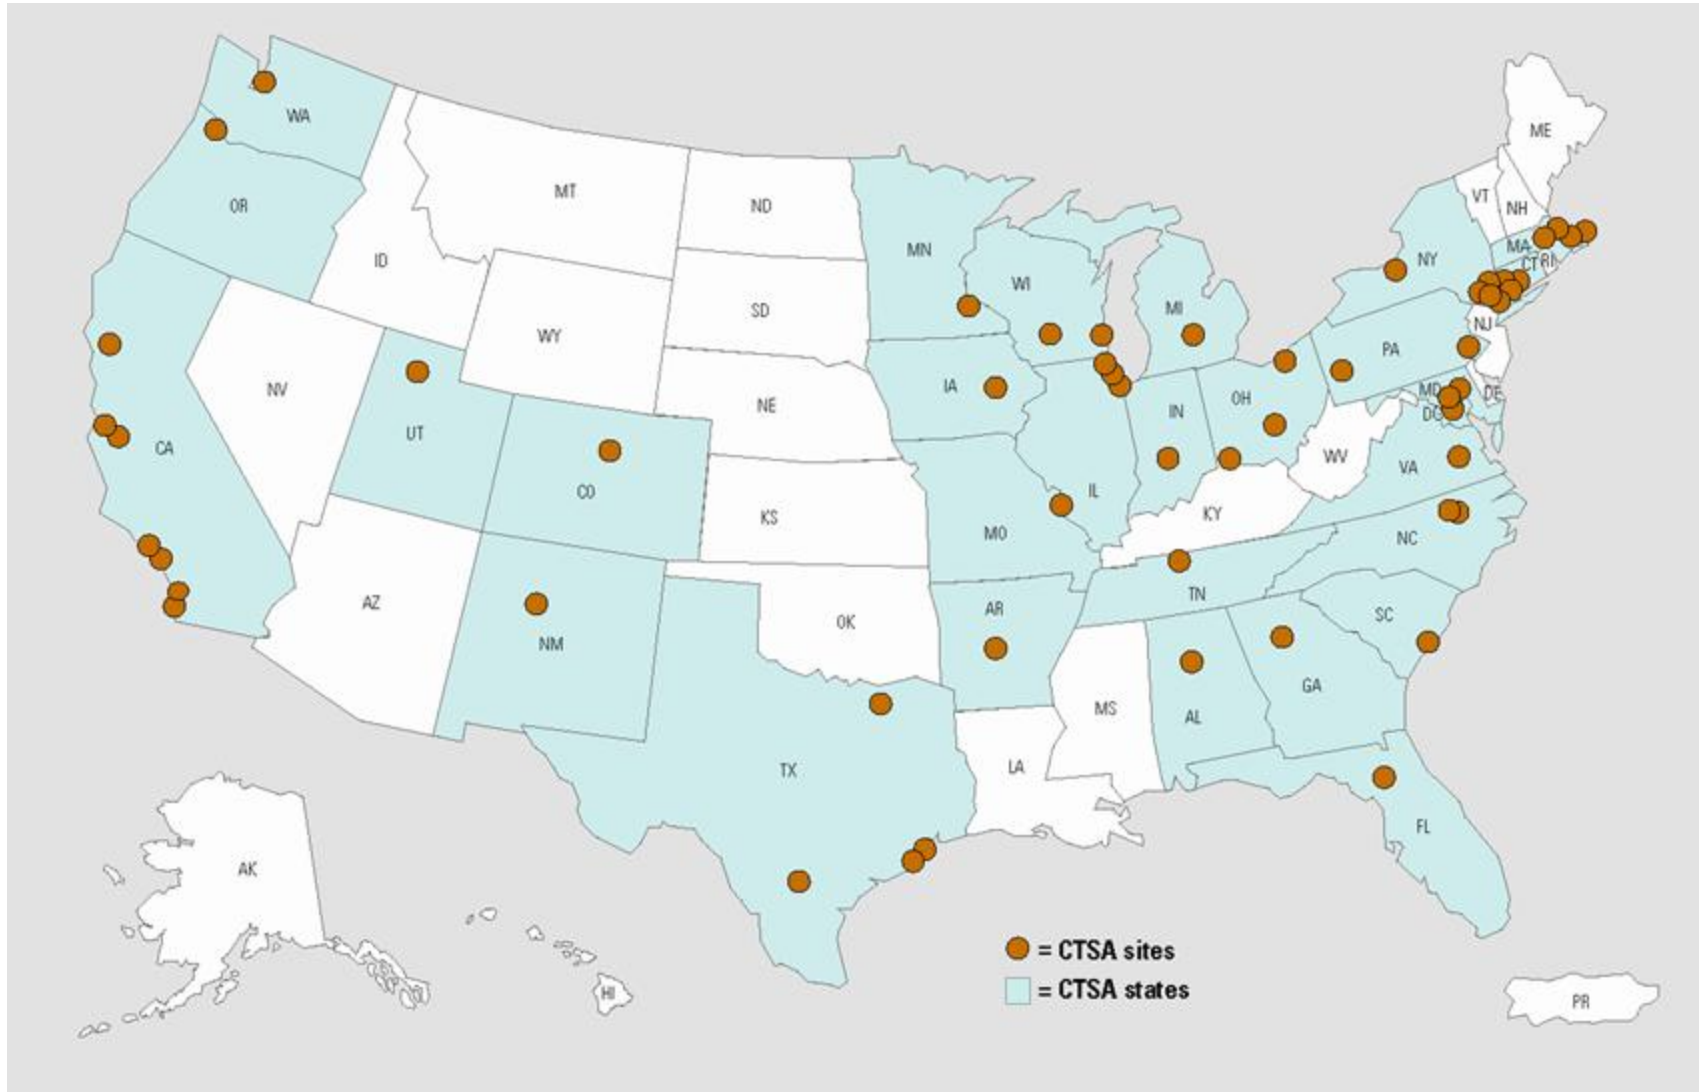 WA
ME
MT
ND
VT
NH
OR
MN
MA
ID
NY
CT
RI
WI
SD
MI
NJ
WY
PA
IA
NV
NE
OH
IN
MD
DE
DC
UT
CA
WV
VA
CO
IL
KS
KY
MO
NC
AZ
TN
AR
SC
OK
NM
GA
MS
AL
TX
LA
FL
AK
= CTSA sites
HI
= CTSA states
PR